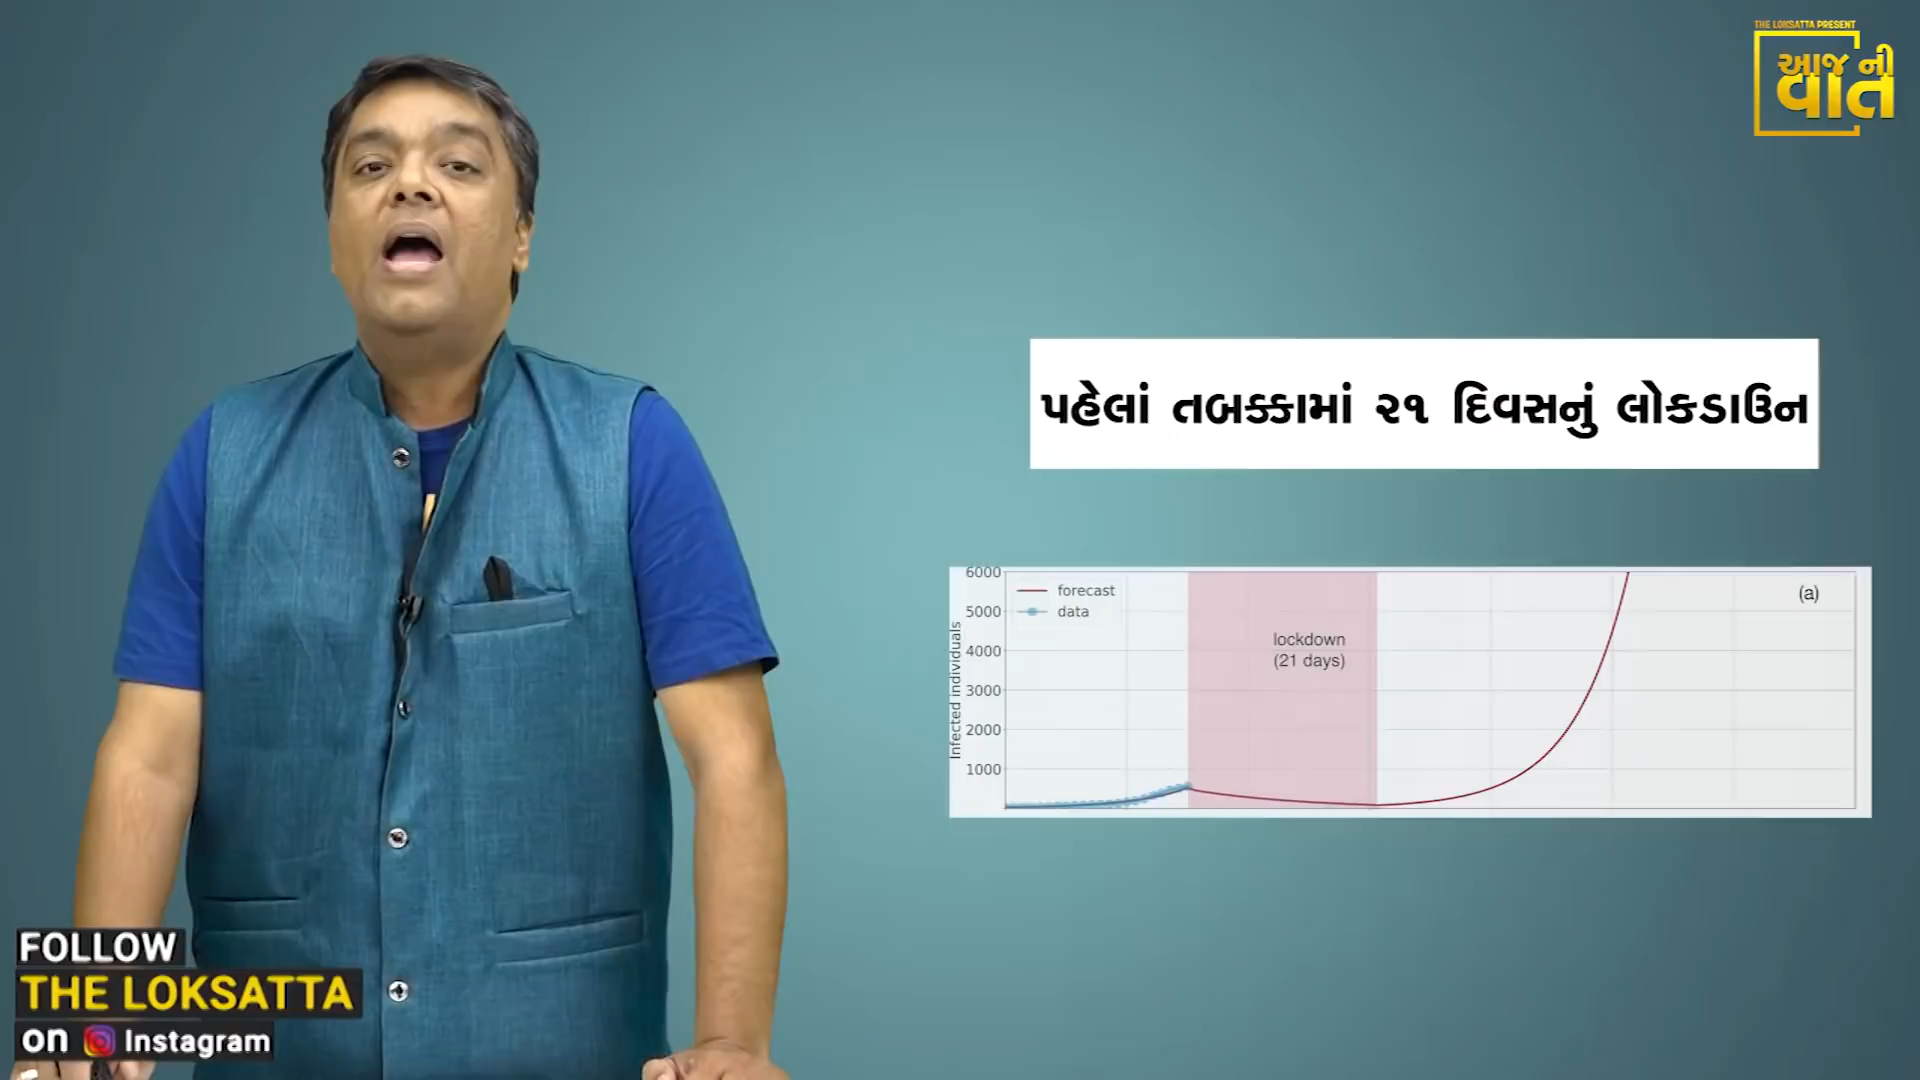 THE LOKSATTA PRESENT
આજ ની
વાત
પહેલાં તબક્કામાં ૨૧ દિવસનું લોકડાઉન
6000
5000
4000
3000
2000
1000
Infected individuals
forecast
data
lockdown
(21 days)
(a)
FOLLOW
THE LOKSATTA
on Instagram